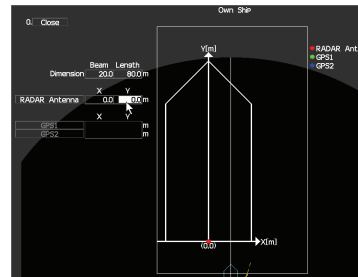 Own Ship
0. Close
Y[m]
RADAR Ant
GPS1
GPS2
Beam Length
Dimension 20.0 80.0 m
X Y
RADAR Antenna 0.0 0.0 m
X Y
GPS1 m
GPS2 m
X[m]
(0,0)